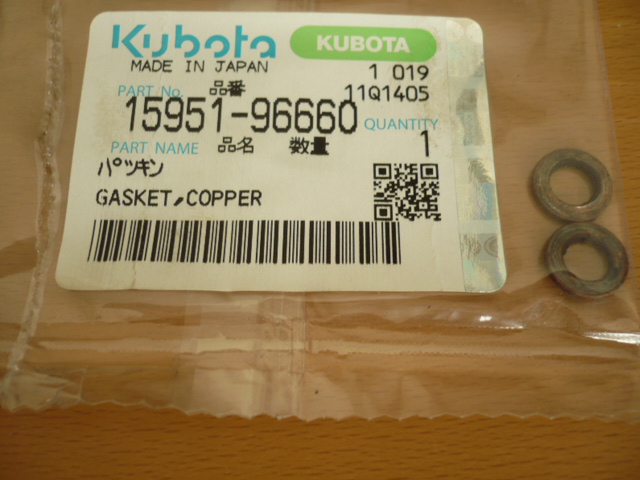 Kubota KUBOTA
MADE IN JAPAN 1 019
PART No. 品番 11Q1405
15951-96660 QUANTITY
PART NAME 品名 数量 1
パツキン
GASKET,COPPER